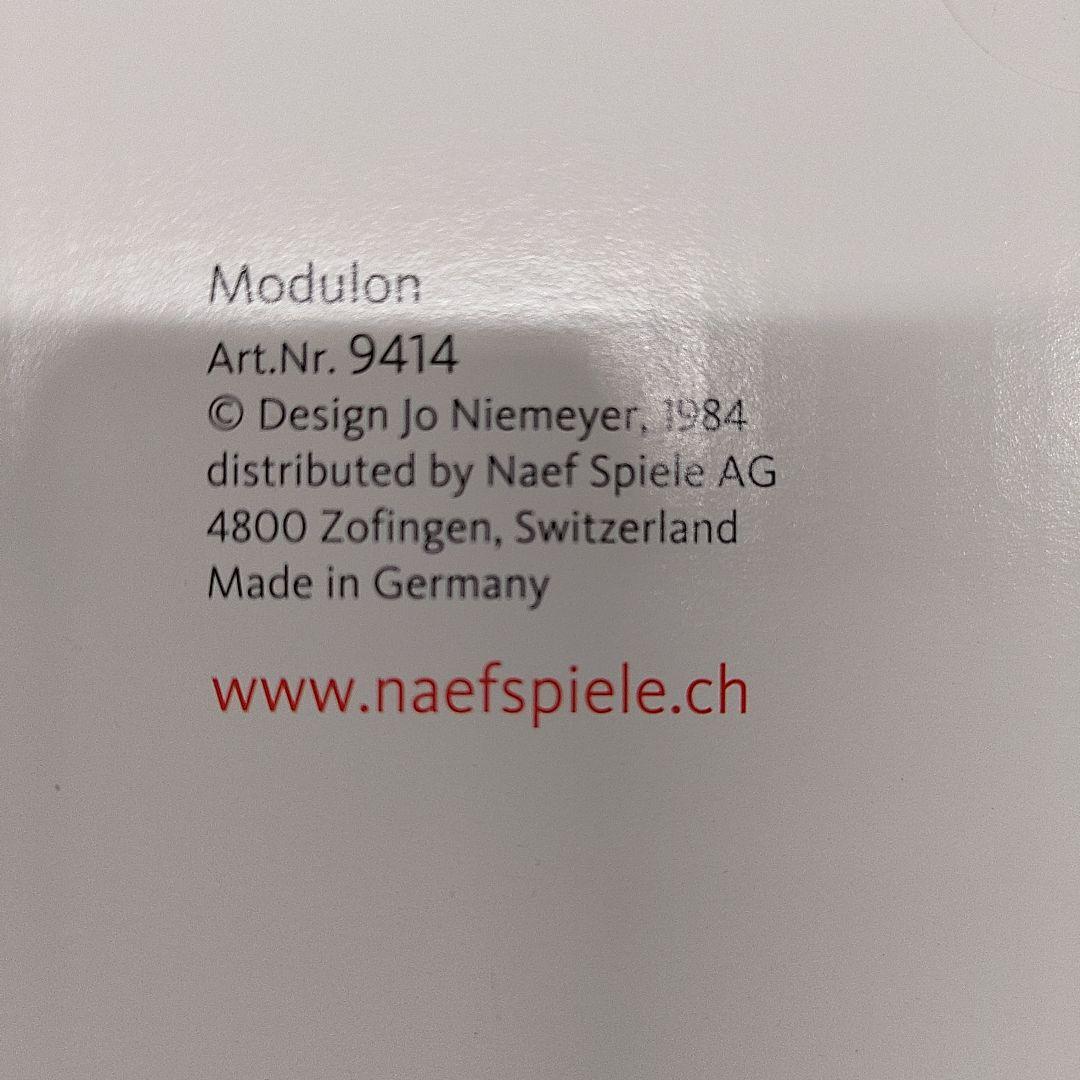 Modulon
Art.Nr. 9414
© Design Jo Niemeyer, 1984
distributed by Naef Spiele AG
4800 Zofingen, Switzerland
Made in Germany
www.naefspiele.ch